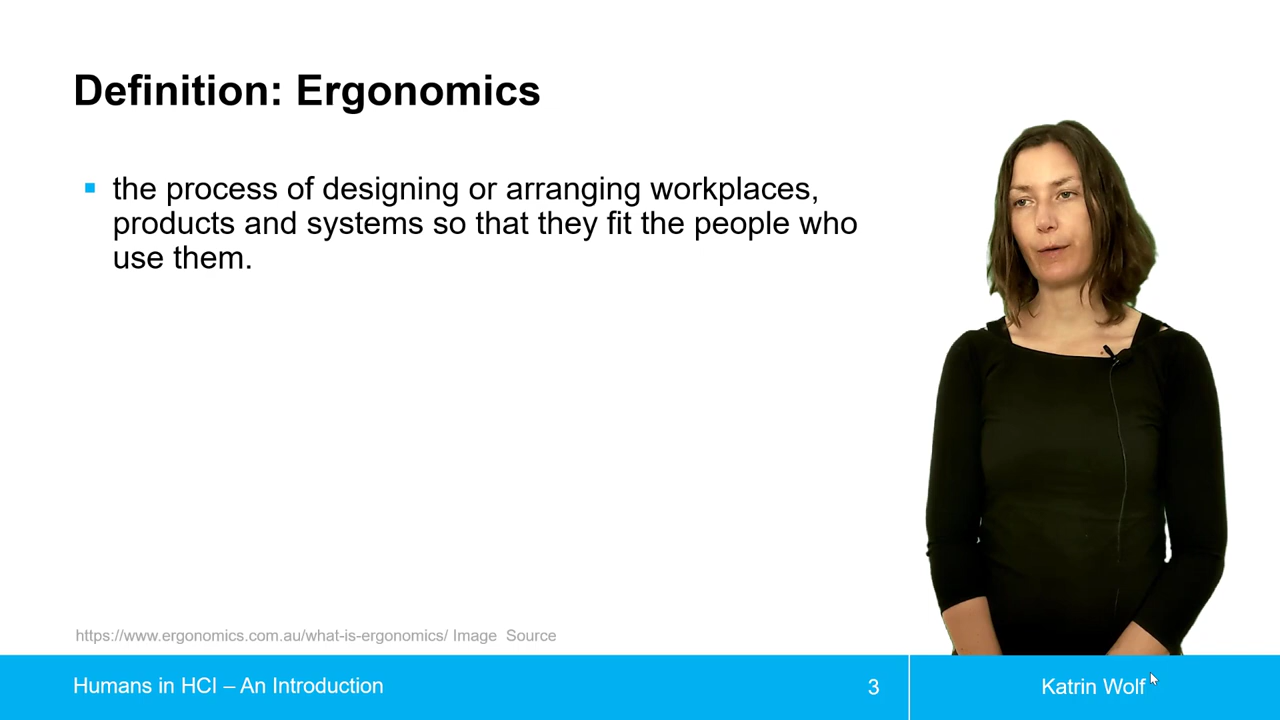 Definition: Ergonomics
the process of designing or arranging workplaces,
products and systems so that they fit the people who
use them.
https://www.ergonomics.com.au/what-is-ergonomics/ Image Source
Humans in HCI – An Introduction
3
Katrin Wolf